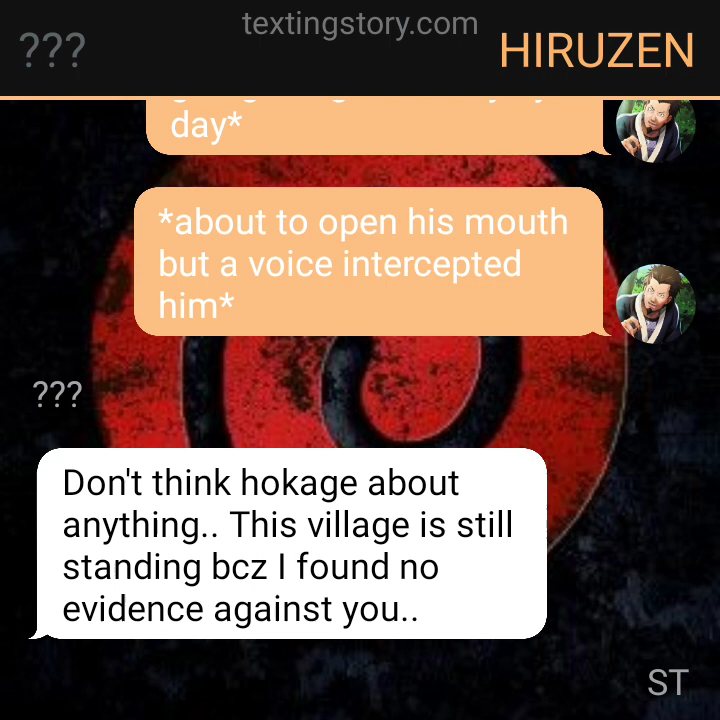 textingstory.com
???
HIRUZEN
day*
*about to open his mouth
but a voice intercepted
him*
???
Don't think hokage about
anything.. This village is still
standing bcz I found no
evidence against you..
ST